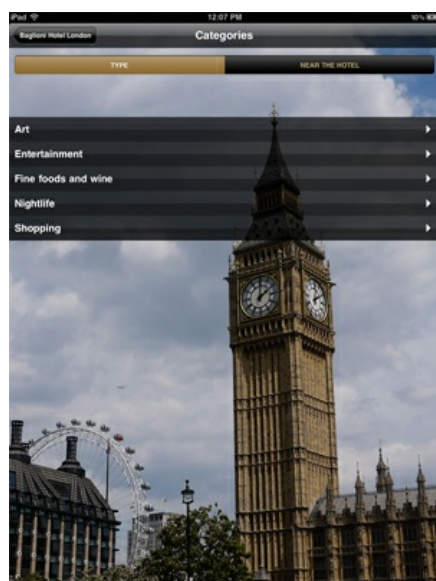 iPad 12:07 PM 10%
Baglioni Hotel London Categories
TYPE NEAR THE HOTEL
Art
Entertainment
Fine foods and wine
Nightlife
Shopping